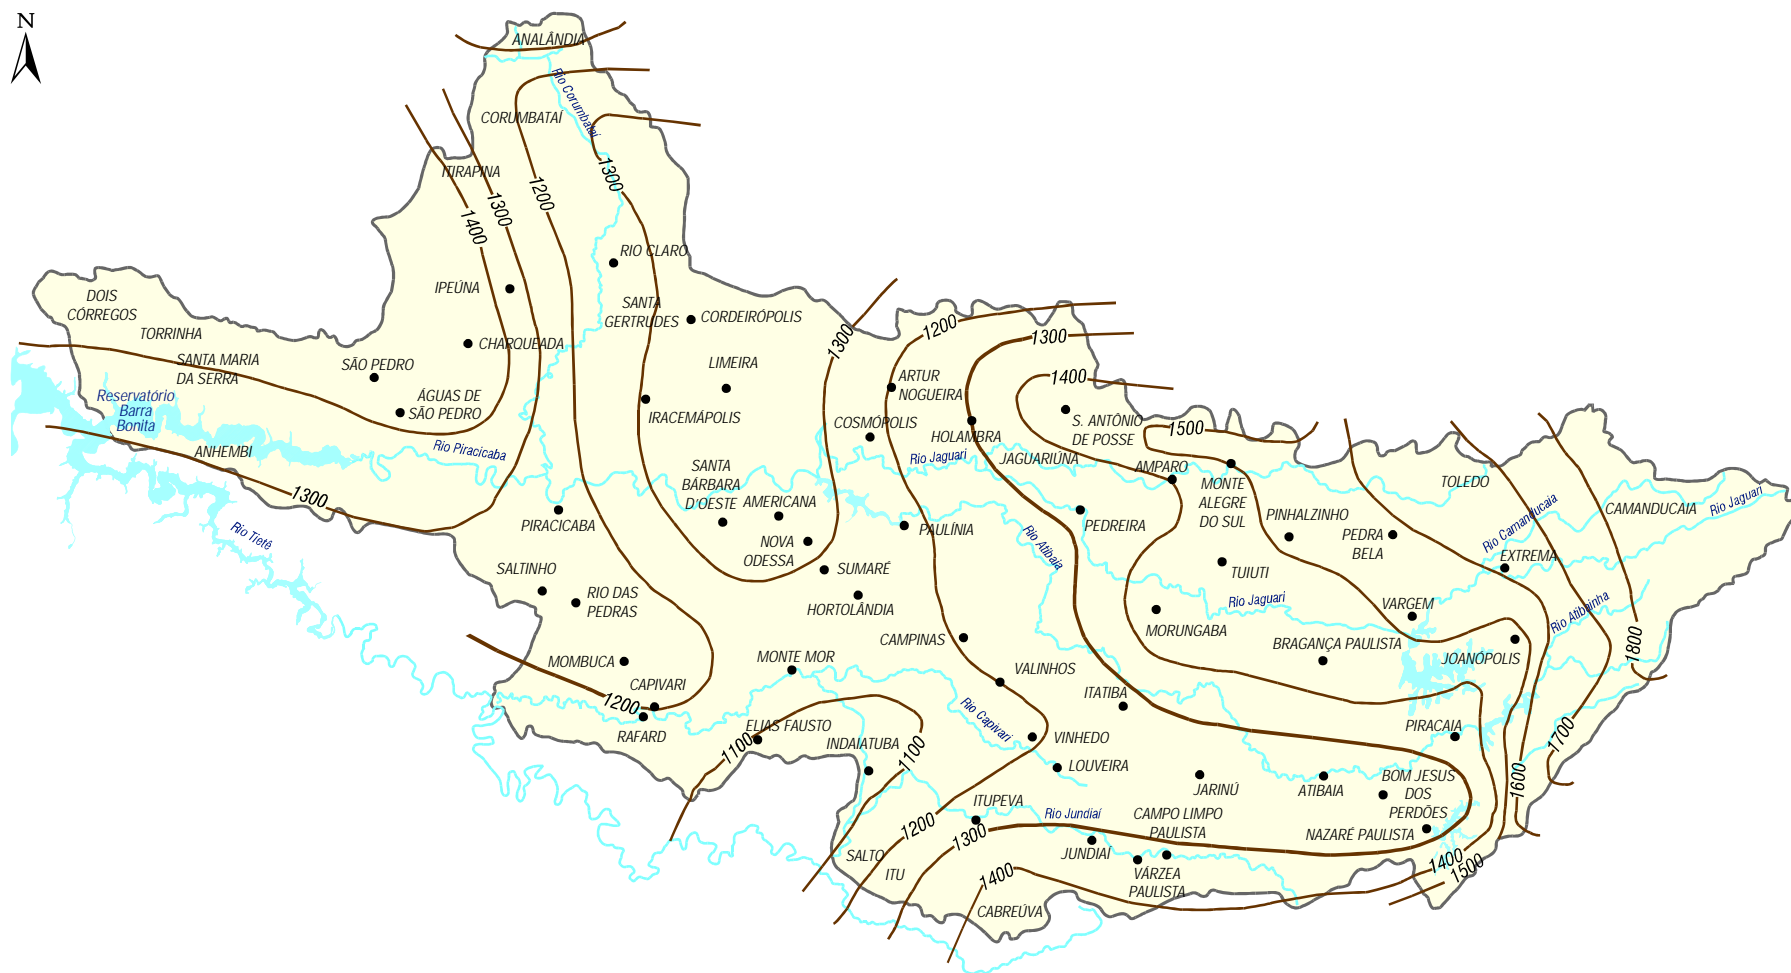 N
ANALÂNDIA
Rio Corumbataí
CORUMBATAÍ
ITIRAPINA
1400
1300
1200
1300
RIO CLARO
IPEÚNA
DOIS
CÓRREGOS
TORRINHA
SANTA
GERTRUDES
CORDEIRÓPOLIS
CHARQUEADA
SANTA MARIA
DA SERRA
SÃO PEDRO
LIMEIRA
1300
1200
1300
1400
Reservatório
Barra
Bonita
ÁGUAS DE
SÃO PEDRO
IRACEMÁPOLIS
ARTUR
NOGUEIRA
COSMÓPOLIS
HOLAMBRA
S. ANTÔNIO
DE POSSE
1500
ANHEMBI
Rio Piracicaba
Rio Jaguari
JAGUARIÚNA
AMPARO
SANTA
BÁRBARA
D'OESTE
AMERICANA
MONTE
ALEGRE
DO SUL
TOLEDO
CAMANDUCAIA
Rio Jaguari
1300
Rio Tietê
PIRACICABA
NOVA
ODESSA
PAULÍNIA
Rio Atibaia
PEDREIRA
PINHALZINHO
PEDRA
BELA
Rio Camanducaia
EXTREMA
SALTINHO
RIO DAS
PEDRAS
SUMARÉ
HORTOLÂNDIA
TUIUTI
Rio Jaguari
VARGEM
Rio Atibainha
CAMPINAS
MORUNGABA
BRAGANÇA PAULISTA
JOANÓPOLIS
1800
MOMBUCA
CAPIVARI
MONTE MOR
VALINHOS
ITATIBA
1200
RAFARD
ELIAS FAUSTO
1100
INDAIATUBA
1100
Rio Capivari
VINHEDO
LOUVEIRA
PIRACAIA
1700
1600
JARINÚ
ATIBAIA
BOM JESUS
DOS
PERDÕES
ITUPEVA
Rio Jundiaí
CAMPO LIMPO
PAULISTA
NAZARÉ PAULISTA
1200
1300
JUNDIAÍ
VÁRZEA
PAULISTA
1400
1500
SALTO
ITU
1400
CABREÚVA